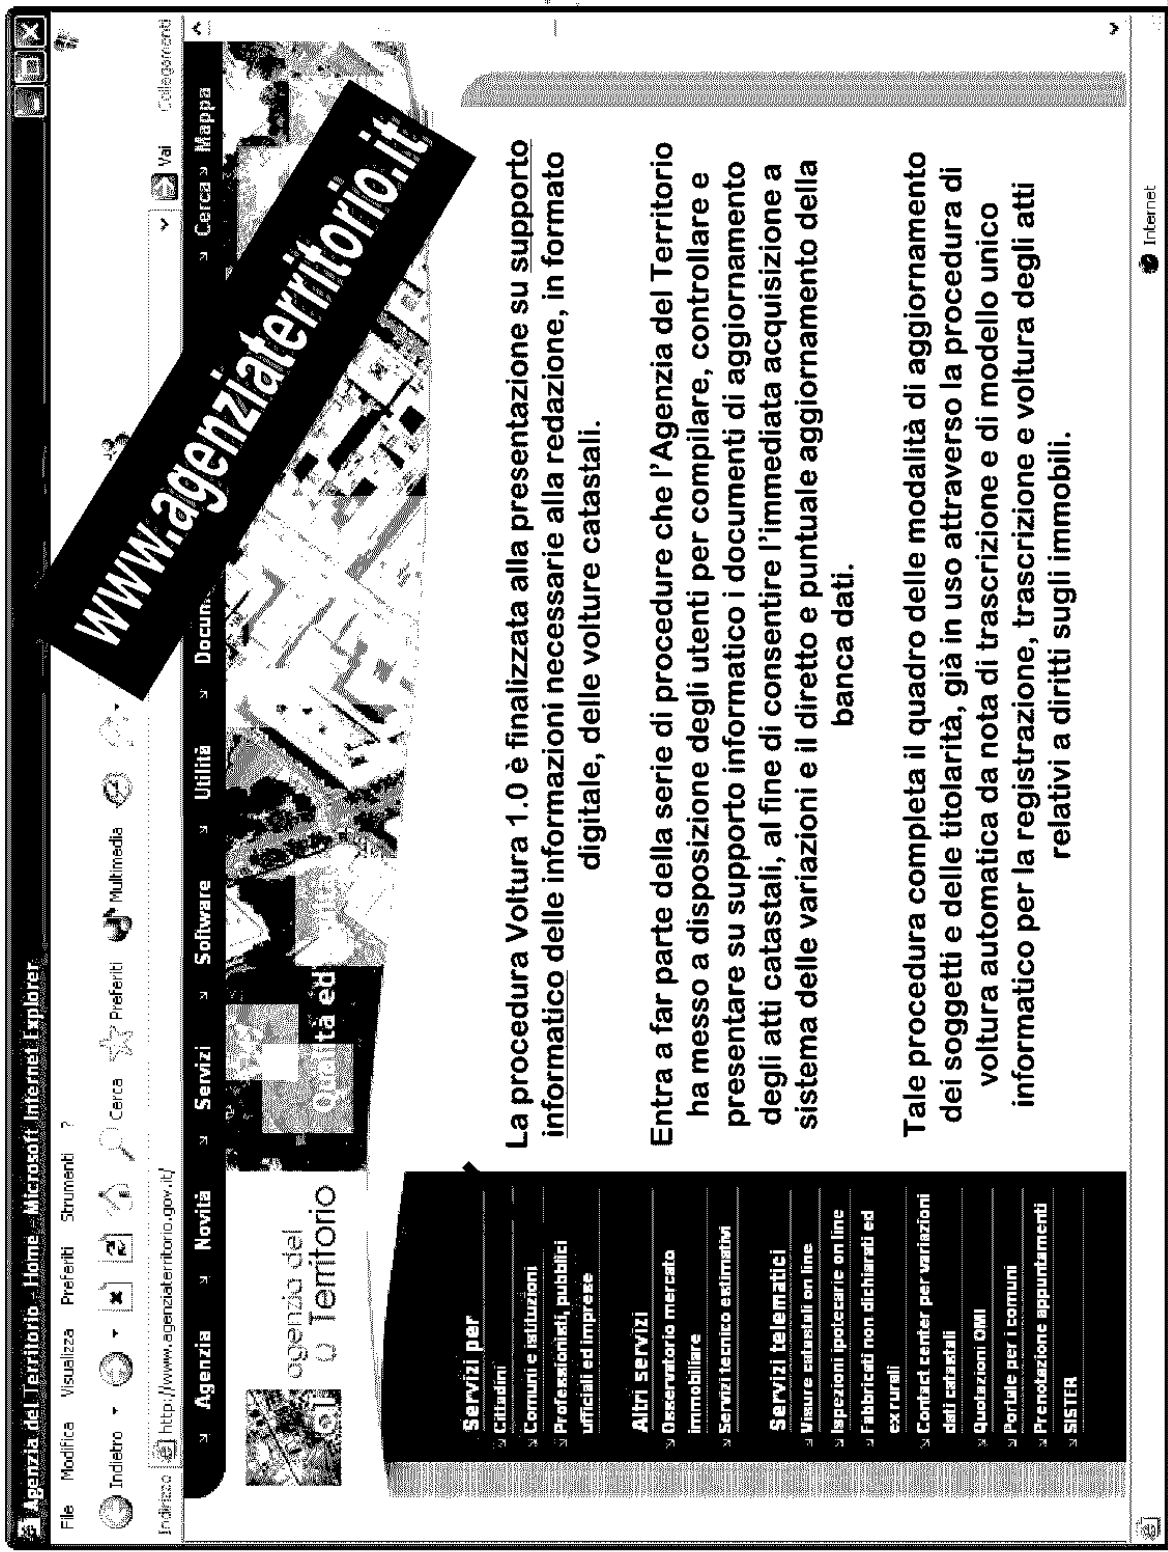 Agenzia del Territorio - Home - Microsoft Internet Explorer
File Modifica Visualizza Preferiti Strumenti ?
Indietro Cerca Preferiti Multimedia
Indirizzo http://www.agenziaterritorio.gov.it/ Vai Collegamenti
www.agenziaterritorio.it
Agenzia Novità Servizi Software Utilità Docum Cerca Mappa
agenzia del
Territorio
Qualità ed
Servizi per
Cittadini
Comuni e istituzioni
Professionisti, pubblici
ufficiali ed imprese
Altri servizi
Osservatorio mercato
immobiliare
Servizi tecnico estimativi
Servizi telematici
Visure catastali on line
Ispezioni ipotecarie on line
Fabbricati non dichiarati ed
ex rurali
Contact center per variazioni
dati catastali
Quotazioni OMI
Portale per i comuni
Prenotazione appuntamenti
SISTER
La procedura Voltura 1.0 è finalizzata alla presentazione su supporto
informatico delle informazioni necessarie alla redazione, in formato
digitale, delle volture catastali.
Entra a far parte della serie di procedure che l'Agenzia del Territorio
ha messo a disposizione degli utenti per compilare, controllare e
presentare su supporto informatico i documenti di aggiornamento
degli atti catastali, al fine di consentire l'immediata acquisizione a
sistema delle variazioni e il diretto e puntuale aggiornamento della
banca dati.
Tale procedura completa il quadro delle modalità di aggiornamento
dei soggetti e delle titolarità, già in uso attraverso la procedura di
voltura automatica da nota di trascrizione e di modello unico
informatico per la registrazione, trascrizione e voltura degli atti
relativi a diritti sugli immobili.
Internet